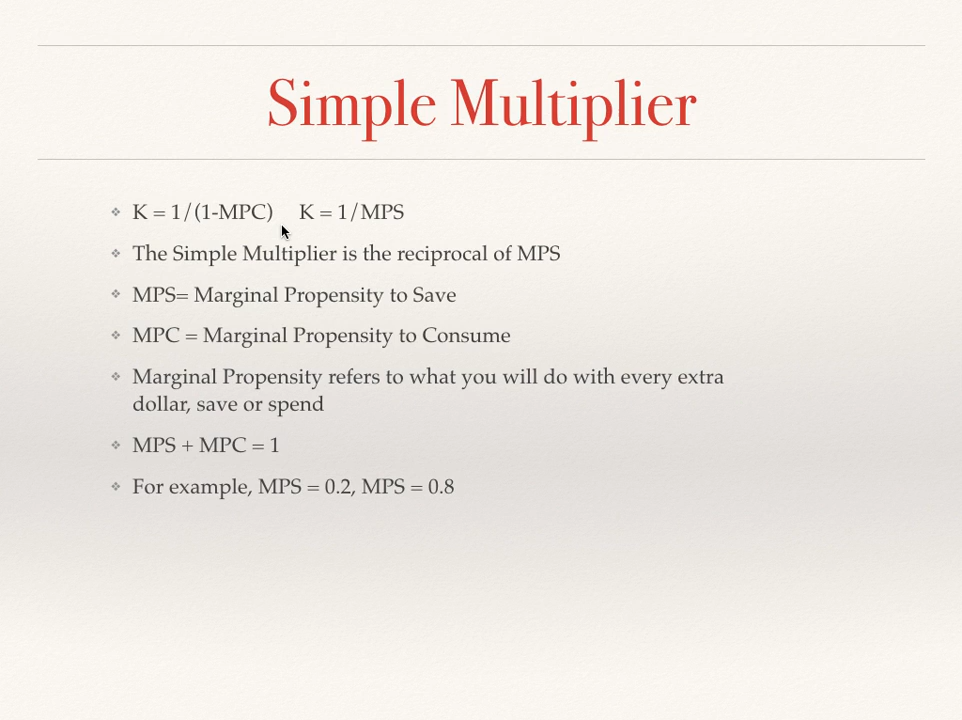 Simple Multiplier
K = 1/(1-MPC) K = 1/MPS
The Simple Multiplier is the reciprocal of MPS
MPS= Marginal Propensity to Save
MPC = Marginal Propensity to Consume
Marginal Propensity refers to what you will do with every extra
dollar, save or spend
MPS + MPC = 1
For example, MPS = 0.2, MPS = 0.8